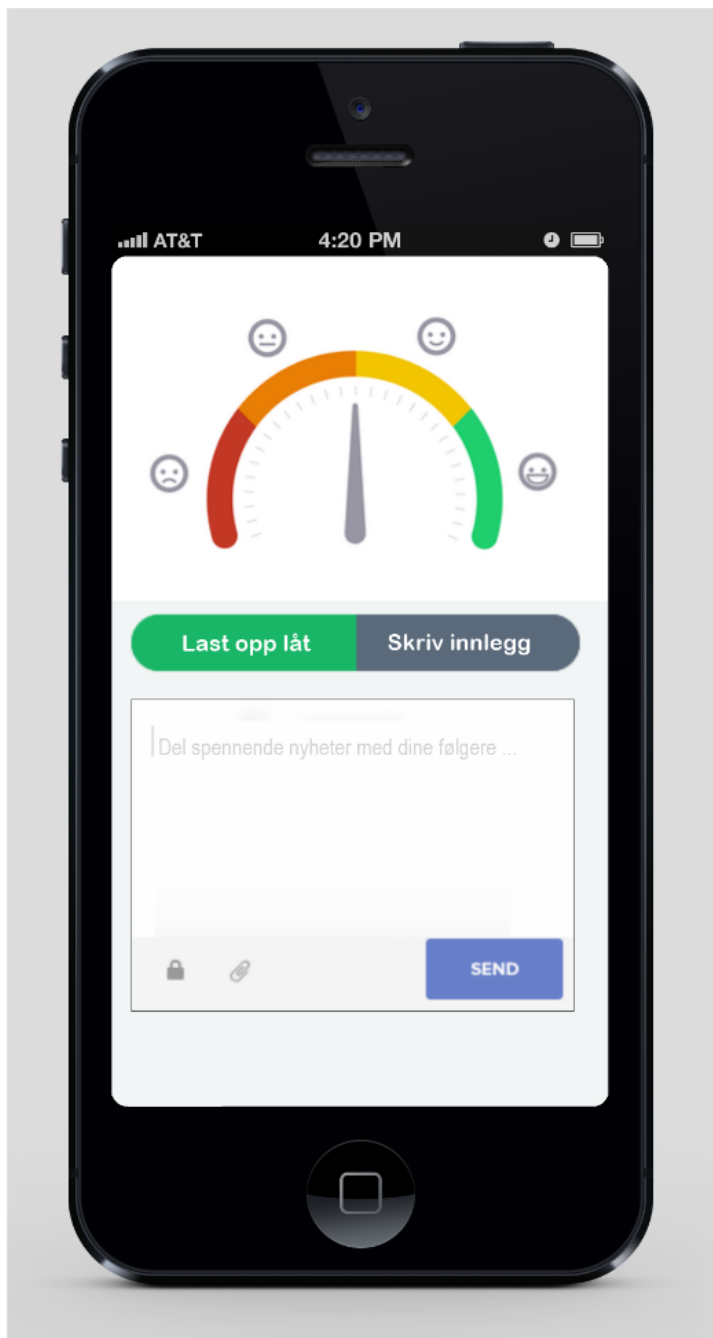 AT&T 4:20 PM
Last opp låt Skriv innlegg
Del spennende nyheter med dine følgere ...
SEND